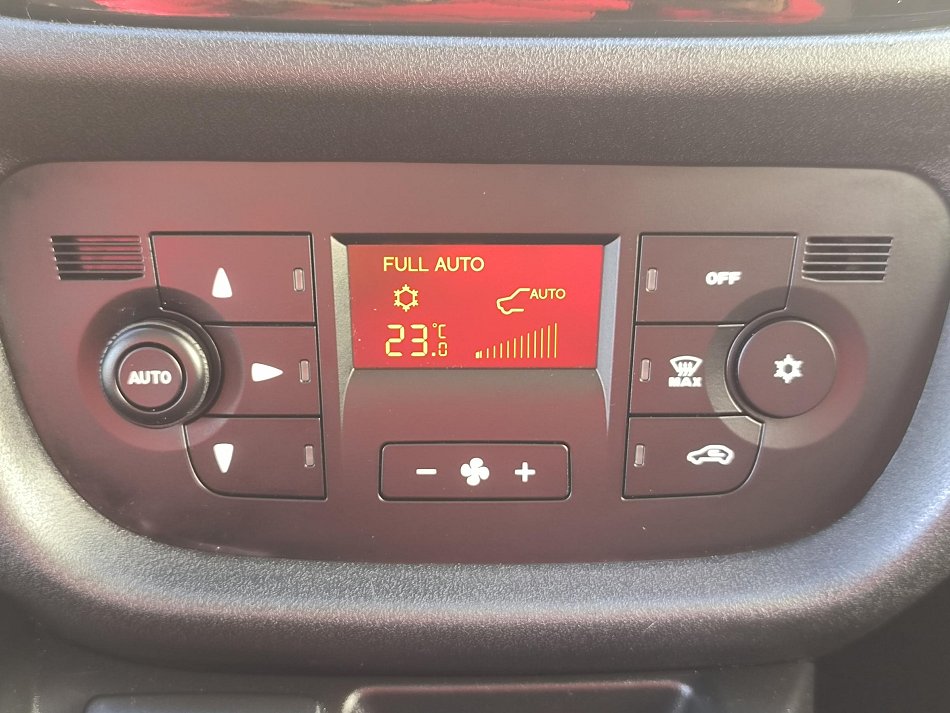 FULL AUTO
AUTO
23.0 °C
AUTO
OFF
MAX
- +